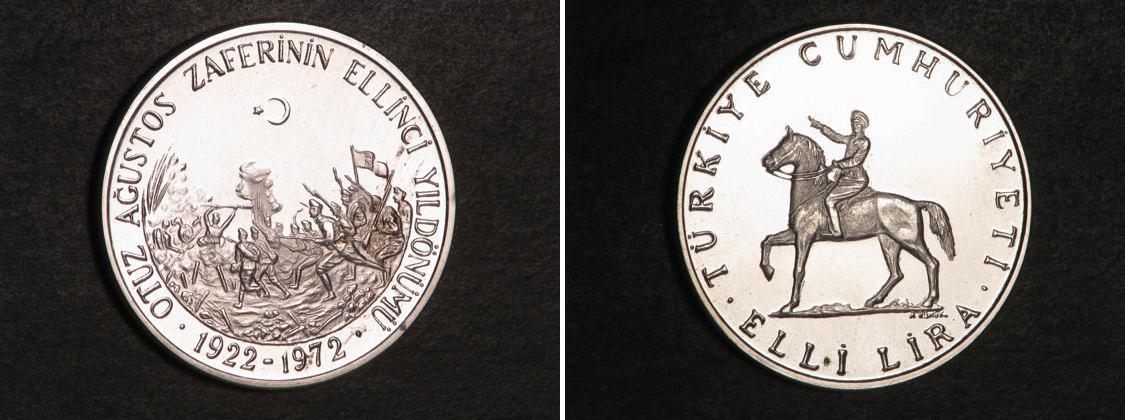 OTUZ AĞUSTOS ZAFERİNİN ELLİNCİ YILDÖNÜMÜ
· 1922-1972 ·
TÜRKİYE CUMHURİYETİ
· ELLİ LİRA ·